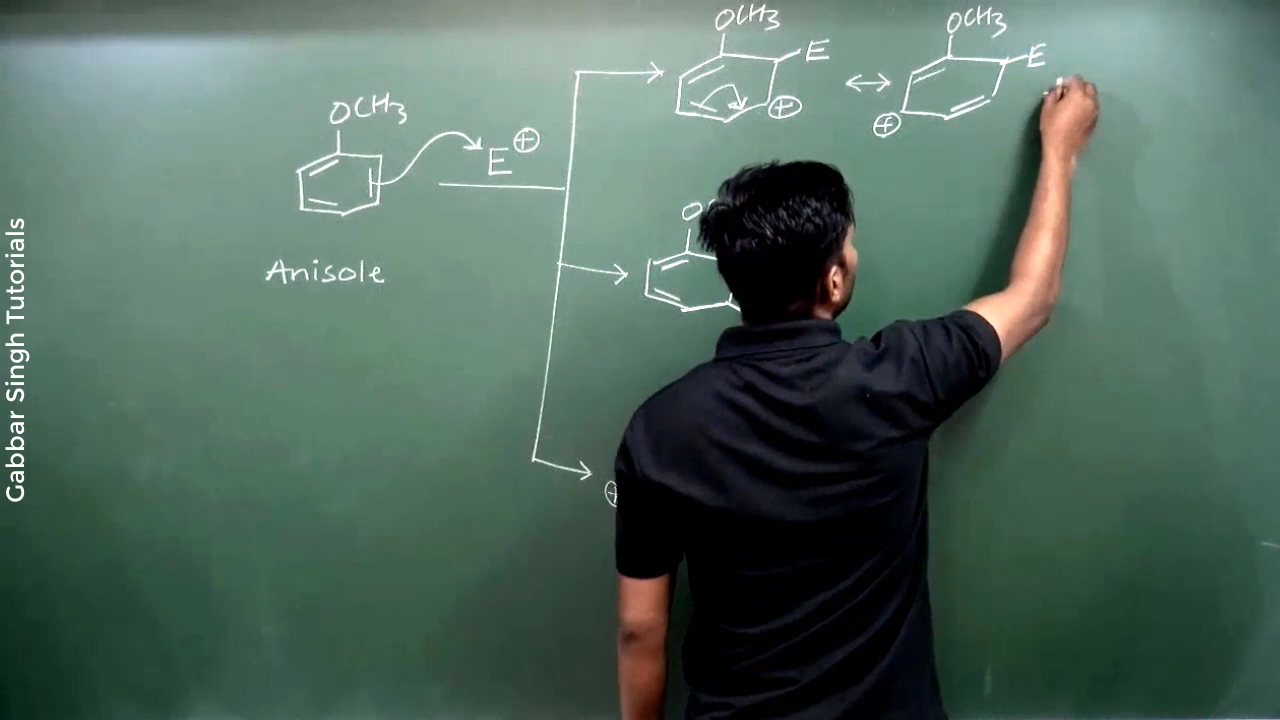 OCH3
E
⊕
OCH3
E
⊕
OCH3
E⊕
Anisole
⊕
Gabbar Singh Tutorials